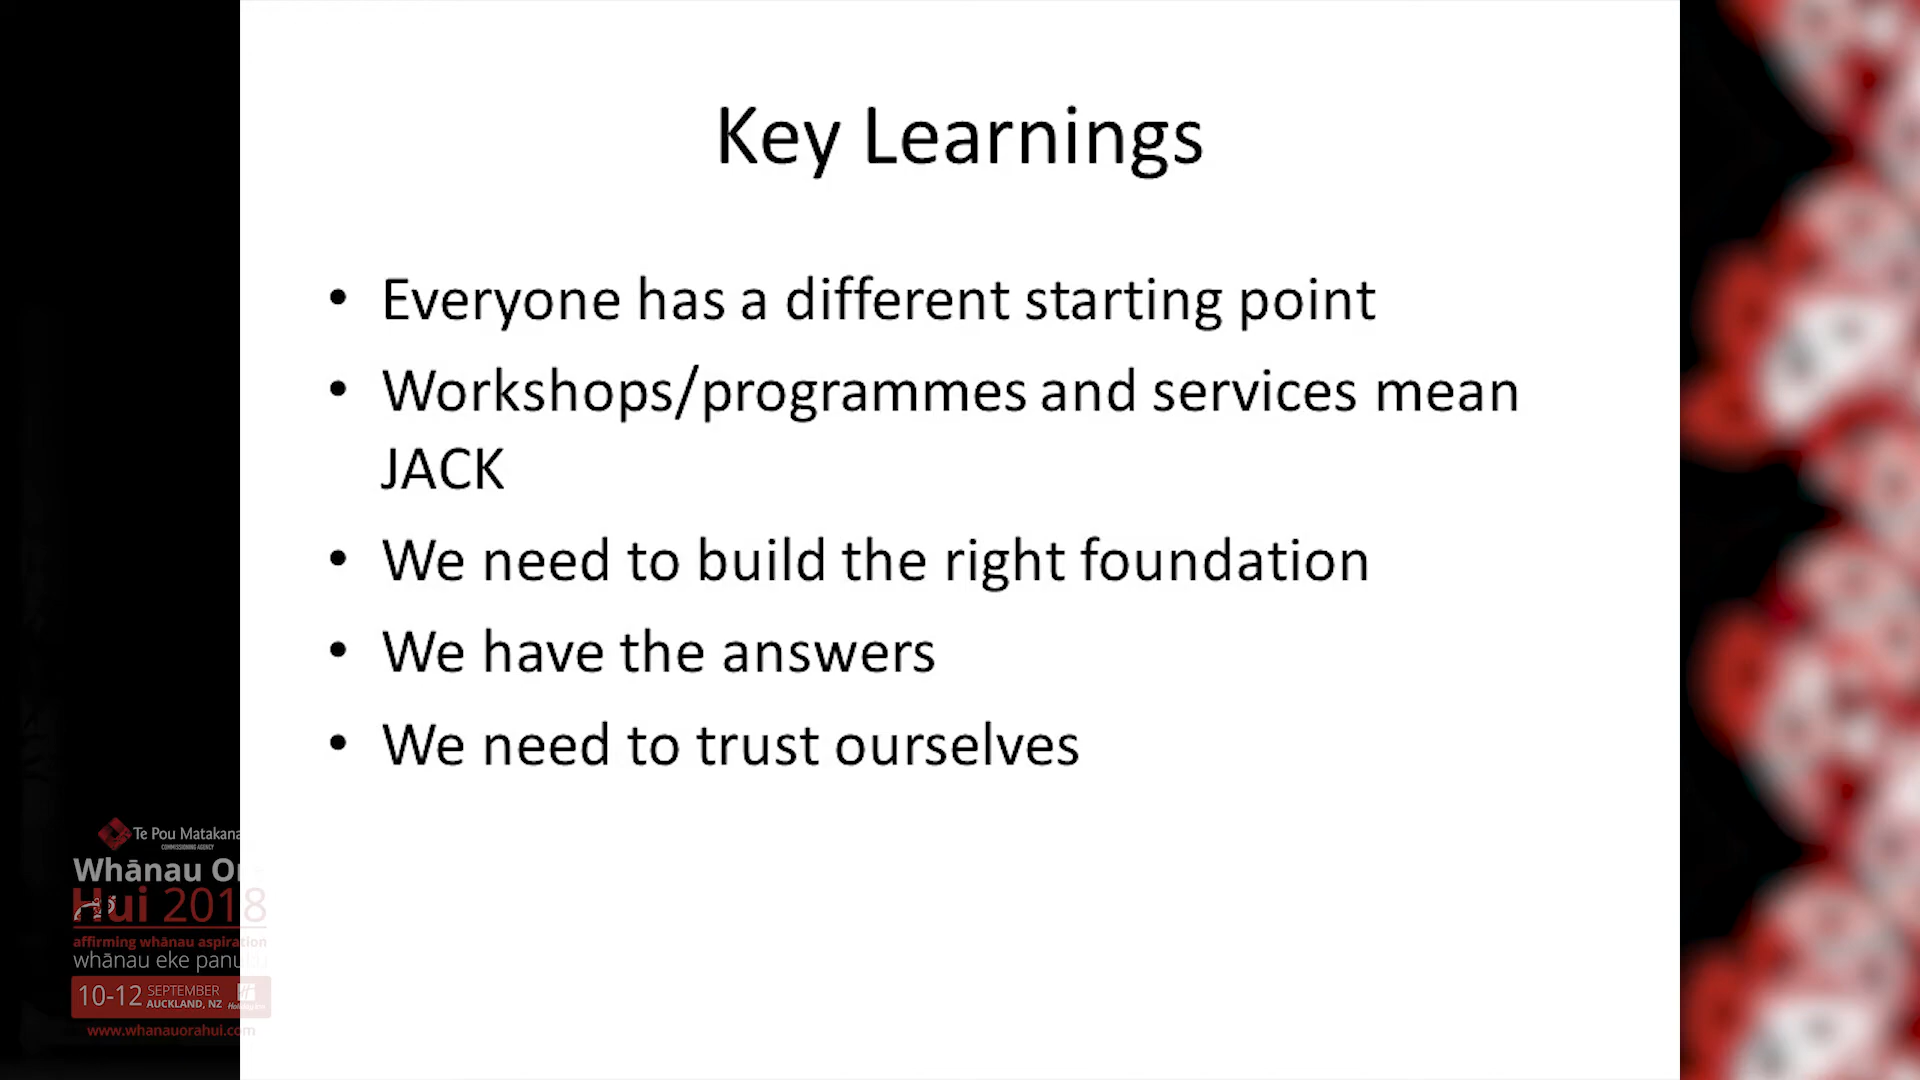 Key Learnings
• Everyone has a different starting point
• Workshops/programmes and services mean
JACK
• We need to build the right foundation
• We have the answers
• We need to trust ourselves
Te Pou Matakana
COMMISSIONING AGENCY
Whānau Or
Hui 2018
affirming whānau aspiration
whānau eke panuku
10-12 SEPTEMBER
AUCKLAND, NZ
www.whanauorahui.com